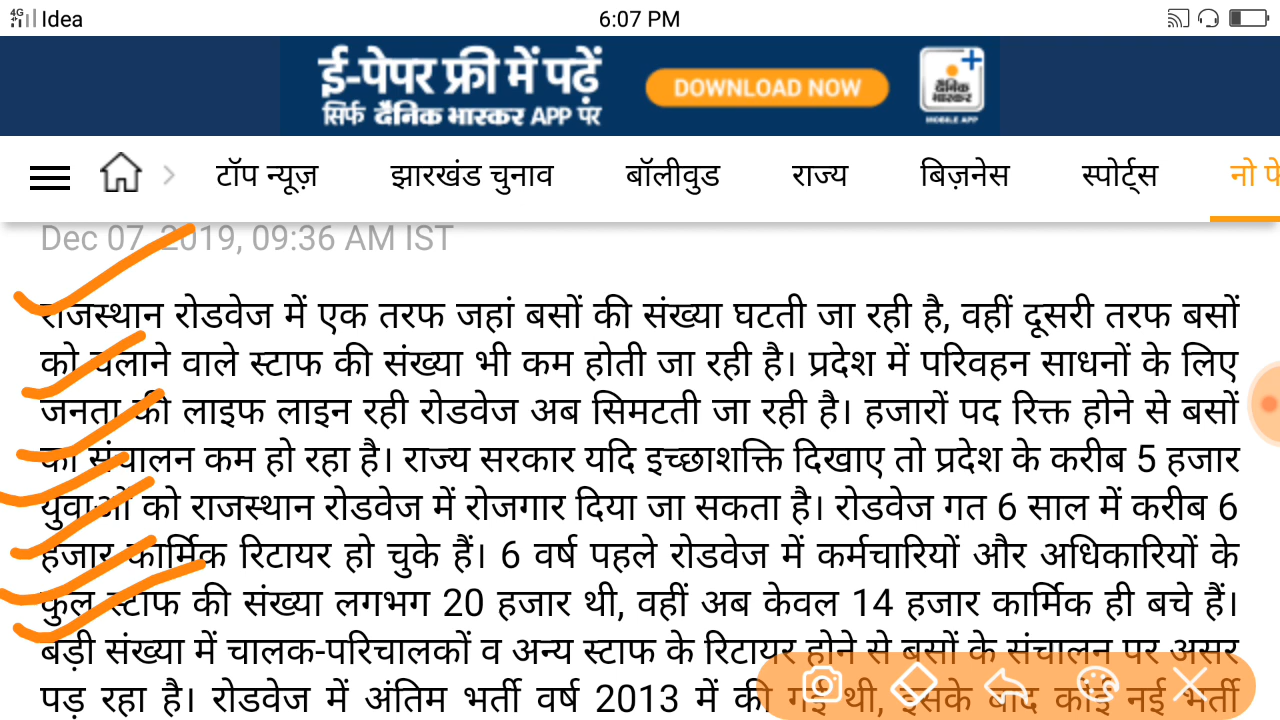 4G Idea 6:07 PM
ई-पेपर फ्री में पढ़ें
सिर्फ दैनिक भास्कर APP पर
DOWNLOAD NOW
दैनिक भास्कर
MOBILE APP
टॉप न्यूज़ झारखंड चुनाव बॉलीवुड राज्य बिज़नेस स्पोर्ट्स नो
Dec 07, 2019, 09:36 AM IST
राजस्थान रोडवेज में एक तरफ जहां बसों की संख्या घटती जा रही है, वहीं दूसरी तरफ बसों
को चलाने वाले स्टाफ की संख्या भी कम होती जा रही है। प्रदेश में परिवहन साधनों के लिए
जनता की लाइफ लाइन रही रोडवेज अब सिमटती जा रही है। हजारों पद रिक्त होने से बसों
का संचालन कम हो रहा है। राज्य सरकार यदि इच्छाशक्ति दिखाए तो प्रदेश के करीब 5 हजार
युवाओं को राजस्थान रोडवेज में रोजगार दिया जा सकता है। रोडवेज गत 6 साल में करीब 6
हजार कार्मिक रिटायर हो चुके हैं। 6 वर्ष पहले रोडवेज में कर्मचारियों और अधिकारियों के
कुल स्टाफ की संख्या लगभग 20 हजार थी, वहीं अब केवल 14 हजार कार्मिक ही बचे हैं।
बड़ी संख्या में चालक-परिचालकों व अन्य स्टाफ के रिटायर होने से बसों के संचालन पर असर
पड़ रहा है। रोडवेज में अंतिम भर्ती वर्ष 2013 में की गई थी, इसके बाद कोई नई भर्ती